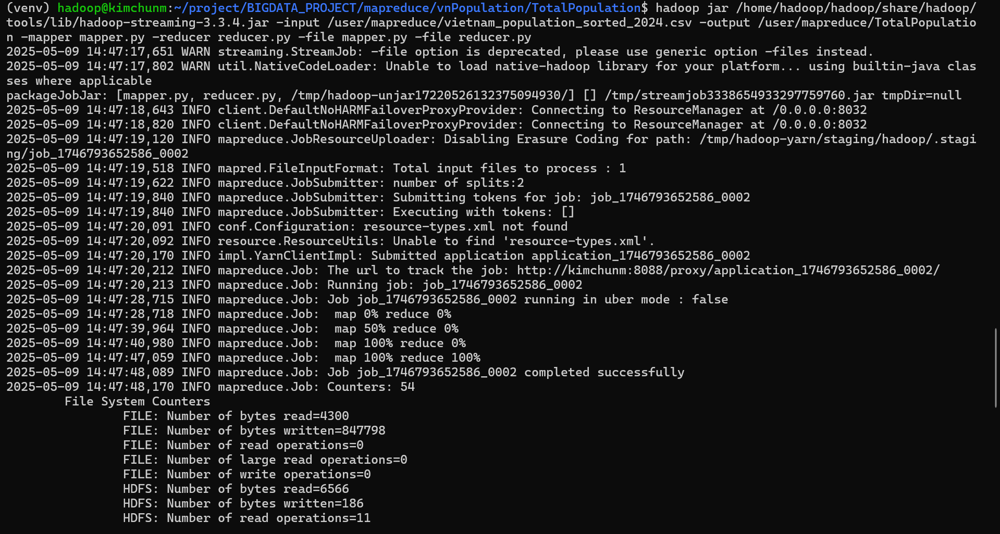 (venv) hadoop@kimchunm:~/project/BIGDATA_PROJECT/mapreduce/vnPopulation/TotalPopulation$ hadoop jar /home/hadoop/hadoop/share/hadoop/
tools/lib/hadoop-streaming-3.3.4.jar -input /user/mapreduce/vietnam_population_sorted_2024.csv -output /user/mapreduce/TotalPopulatio
n -mapper mapper.py -reducer reducer.py -file mapper.py -file reducer.py
2025-05-09 14:47:17,651 WARN streaming.StreamJob: -file option is deprecated, please use generic option -files instead.
2025-05-09 14:47:17,802 WARN util.NativeCodeLoader: Unable to load native-hadoop library for your platform... using builtin-java clas
ses where applicable
packageJobJar: [mapper.py, reducer.py, /tmp/hadoop-unjar17220526132375094930/] [] /tmp/streamjob3338654933297759760.jar tmpDir=null
2025-05-09 14:47:18,643 INFO client.DefaultNoHARMFailoverProxyProvider: Connecting to ResourceManager at /0.0.0.0:8032
2025-05-09 14:47:18,820 INFO client.DefaultNoHARMFailoverProxyProvider: Connecting to ResourceManager at /0.0.0.0:8032
2025-05-09 14:47:19,120 INFO mapreduce.JobResourceUploader: Disabling Erasure Coding for path: /tmp/hadoop-yarn/staging/hadoop/.stagi
ng/job_1746793652586_0002
2025-05-09 14:47:19,518 INFO mapred.FileInputFormat: Total input files to process : 1
2025-05-09 14:47:19,622 INFO mapreduce.JobSubmitter: number of splits:2
2025-05-09 14:47:19,840 INFO mapreduce.JobSubmitter: Submitting tokens for job: job_1746793652586_0002
2025-05-09 14:47:19,840 INFO mapreduce.JobSubmitter: Executing with tokens: []
2025-05-09 14:47:20,091 INFO conf.Configuration: resource-types.xml not found
2025-05-09 14:47:20,092 INFO resource.ResourceUtils: Unable to find 'resource-types.xml'.
2025-05-09 14:47:20,170 INFO impl.YarnClientImpl: Submitted application application_1746793652586_0002
2025-05-09 14:47:20,212 INFO mapreduce.Job: The url to track the job: http://kimchunm:8088/proxy/application_1746793652586_0002/
2025-05-09 14:47:20,213 INFO mapreduce.Job: Running job: job_1746793652586_0002
2025-05-09 14:47:28,715 INFO mapreduce.Job: Job job_1746793652586_0002 running in uber mode : false
2025-05-09 14:47:28,718 INFO mapreduce.Job:  map 0% reduce 0%
2025-05-09 14:47:39,964 INFO mapreduce.Job:  map 50% reduce 0%
2025-05-09 14:47:40,980 INFO mapreduce.Job:  map 100% reduce 0%
2025-05-09 14:47:47,059 INFO mapreduce.Job:  map 100% reduce 100%
2025-05-09 14:47:48,089 INFO mapreduce.Job: Job job_1746793652586_0002 completed successfully
2025-05-09 14:47:48,170 INFO mapreduce.Job: Counters: 54
File System Counters
FILE: Number of bytes read=4300
FILE: Number of bytes written=847798
FILE: Number of read operations=0
FILE: Number of large read operations=0
FILE: Number of write operations=0
HDFS: Number of bytes read=6566
HDFS: Number of bytes written=186
HDFS: Number of read operations=11